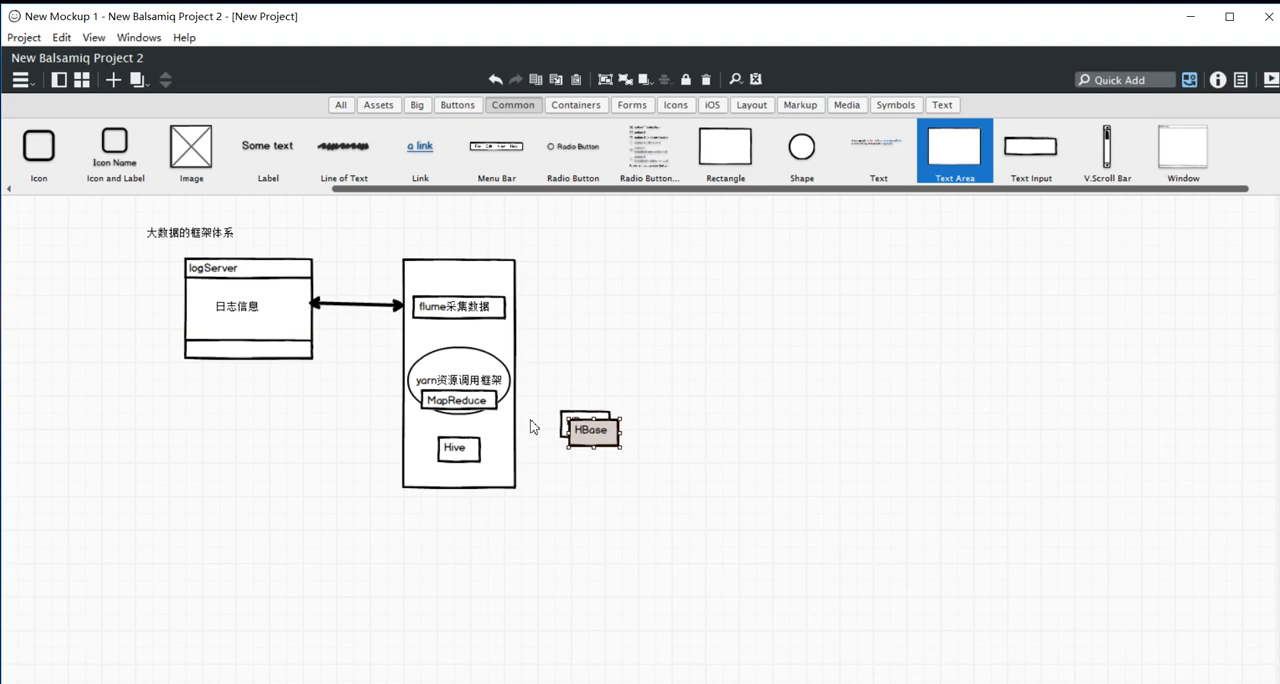 New Mockup 1 - New Balsamiq Project 2 - [New Project]
Project Edit View Windows Help
New Balsamiq Project 2
Quick Add
All Assets Big Buttons Common Containers Forms Icons iOS Layout Markup Media Symbols Text
Icon Name
Some text
a link
Radio Button
Icon Icon and Label Image Label Line of Text Link Menu Bar Radio Button Radio Button... Rectangle Shape Text Text Area Text Input V.Scroll Bar Window
大数据的框架体系
logServer
日志信息
flume采集数据
yarn资源调用框架
MapReduce
Hive
HBase